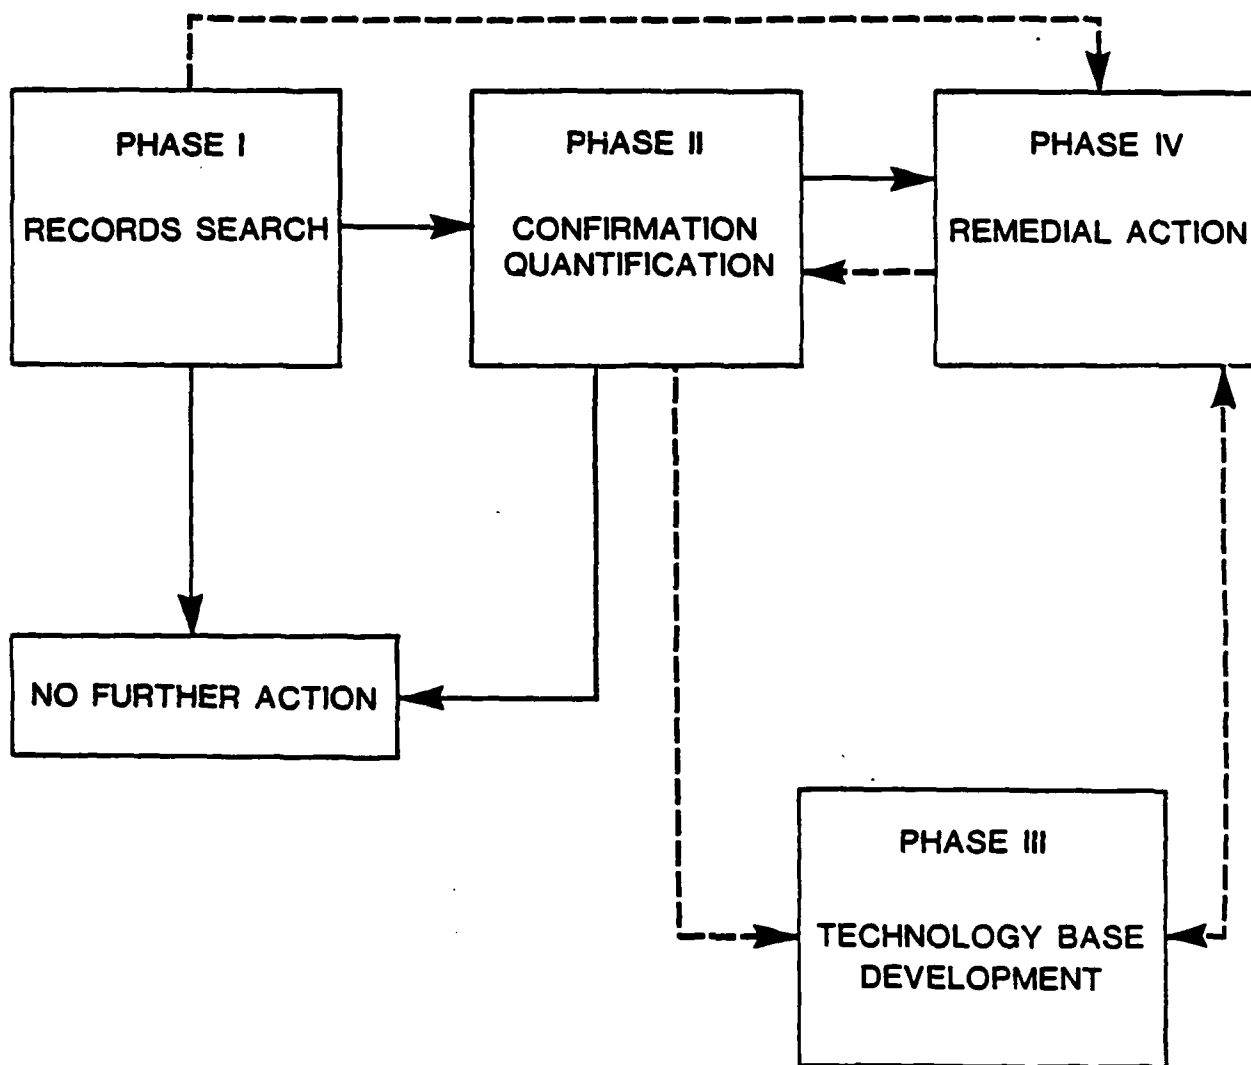 PHASE I
RECORDS SEARCH
PHASE II
CONFIRMATION
QUANTIFICATION
PHASE IV
REMEDIAL ACTION
NO FURTHER ACTION
PHASE III
TECHNOLOGY BASE
DEVELOPMENT